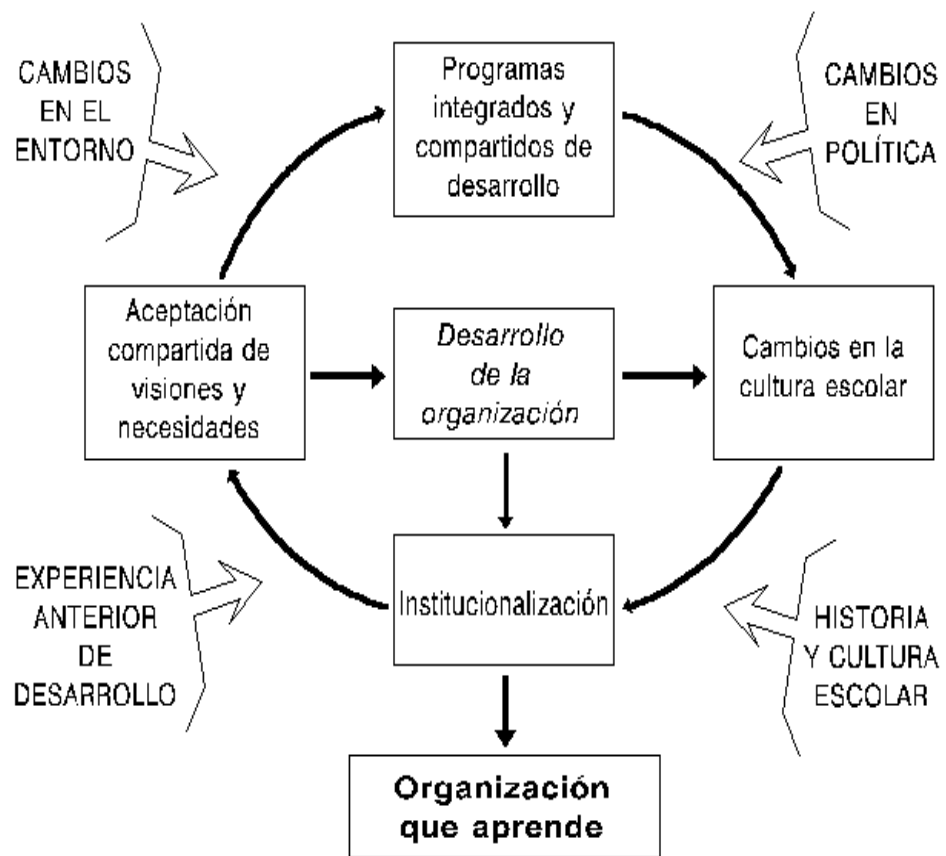 CAMBIOS
EN EL
ENTORNO
Programas
integrados y
compartidos de
desarrollo
CAMBIOS
EN
POLÍTICA
Aceptación
compartida de
visiones y
necesidades
Desarrollo
de la
organización
Cambios en la
cultura escolar
EXPERIENCIA
ANTERIOR
DE
DESARROLLO
Institucionalización
HISTORIA
Y CULTURA
ESCOLAR
Organización
que aprende